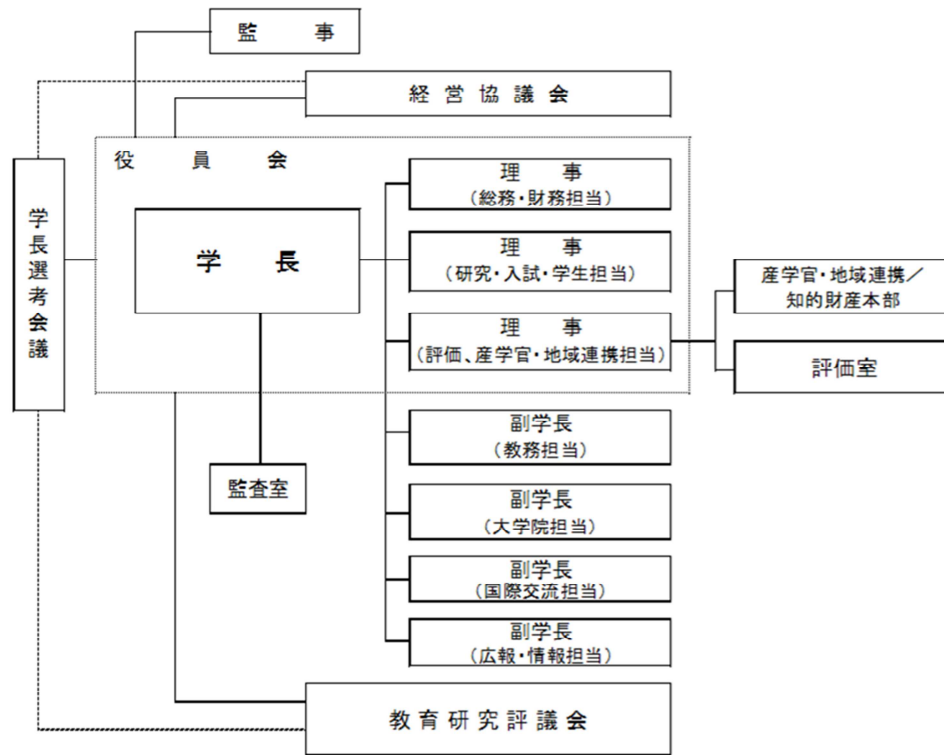 監事
経営協議会
役員会
学長選考会議
学長
理事
（総務・財務担当）
理事
（研究・入試・学生担当）
理事
（評価、産学官・地域連携担当）
産学官・地域連携／
知的財産本部
評価室
副学長
（教務担当）
監査室
副学長
（大学院担当）
副学長
（国際交流担当）
副学長
（広報・情報担当）
教育研究評議会